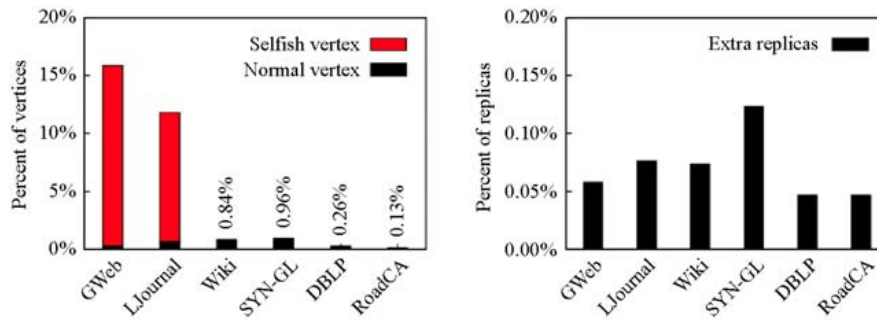 20%
15%
10%
5%
0%
Percent of vertices
Selfish vertex
Normal vertex
0.84%
0.96%
0.26%
0.13%
GWeb
LJournal
Wiki
SYN-GL
DBLP
RoadCA
0.20%
0.15%
0.10%
0.05%
0.00%
Percent of replicas
Extra replicas
GWeb
LJournal
Wiki
SYN-GL
DBLP
RoadCA